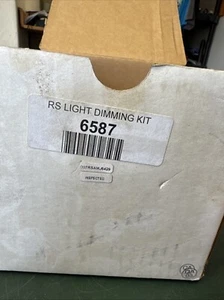 RS LIGHT DIMMING KIT
6587
INSPECTED